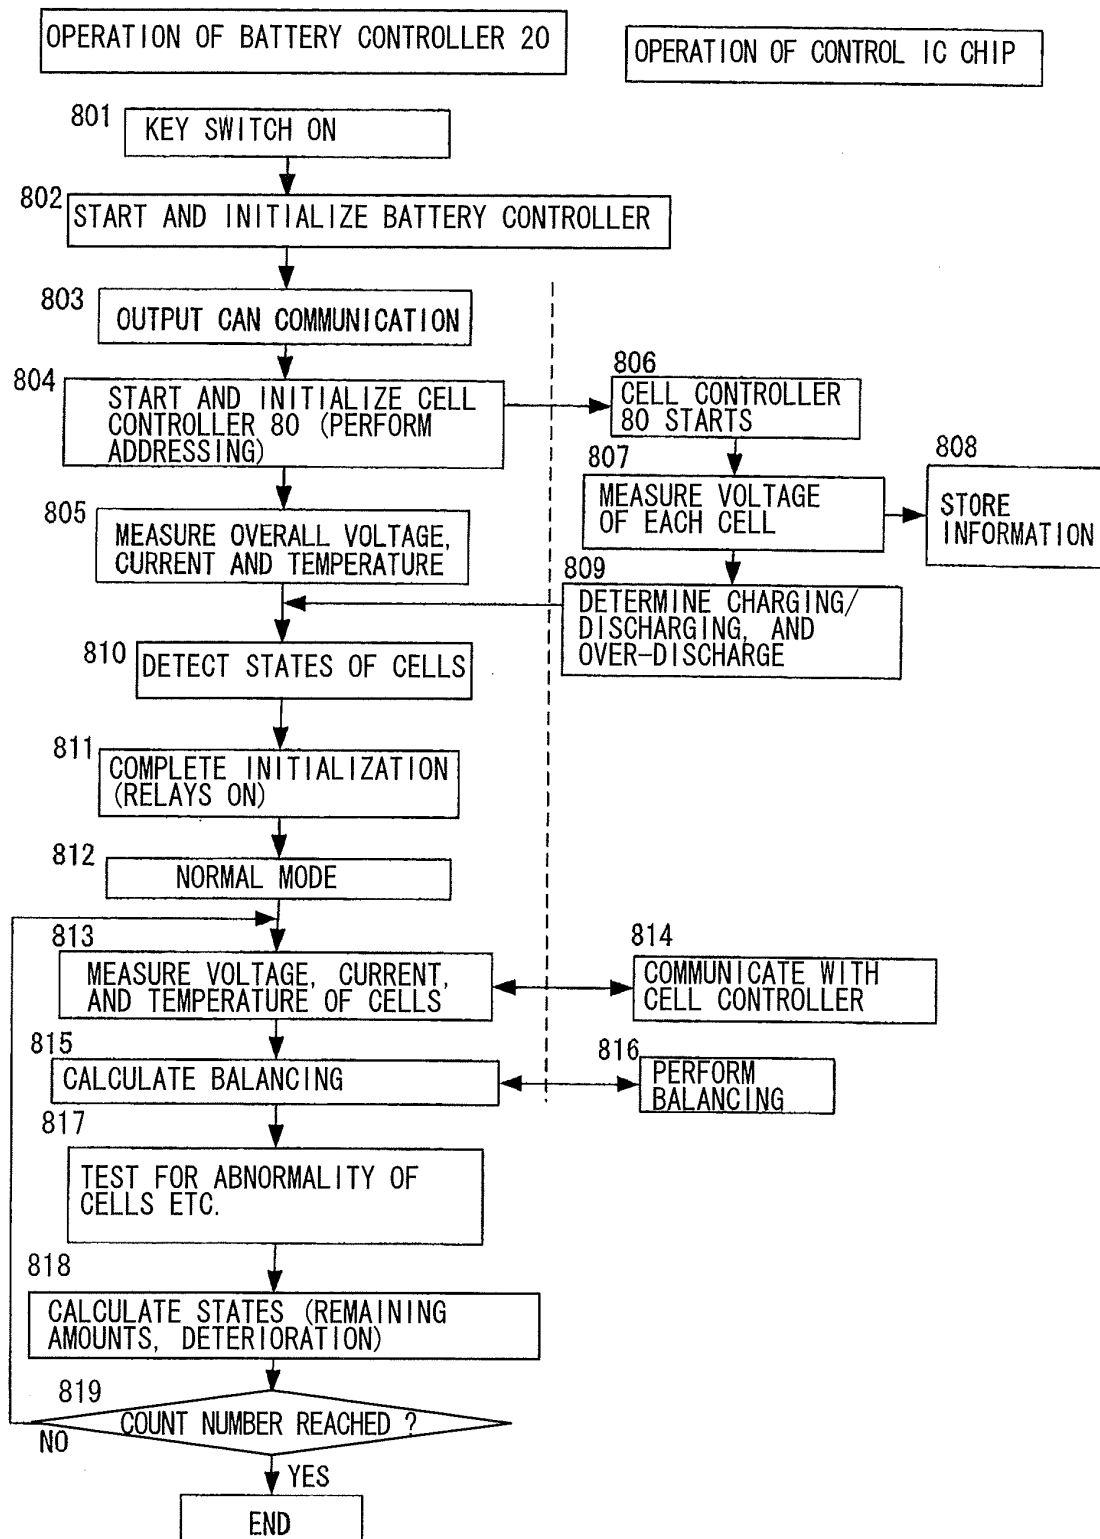 OPERATION OF BATTERY CONTROLLER 20
OPERATION OF CONTROL IC CHIP
801
KEY SWITCH ON
802
START AND INITIALIZE BATTERY CONTROLLER
803
OUTPUT CAN COMMUNICATION
804
START AND INITIALIZE CELL
CONTROLLER 80 (PERFORM
ADDRESSING)
806
CELL CONTROLLER
80 STARTS
805
MEASURE OVERALL VOLTAGE,
CURRENT AND TEMPERATURE
807
MEASURE VOLTAGE
OF EACH CELL
808
STORE
INFORMATION
809
DETERMINE CHARGING/
DISCHARGING, AND
OVER-DISCHARGE
810
DETECT STATES OF CELLS
811
COMPLETE INITIALIZATION
(RELAYS ON)
812
NORMAL MODE
813
MEASURE VOLTAGE, CURRENT,
AND TEMPERATURE OF CELLS
814
COMMUNICATE WITH
CELL CONTROLLER
815
CALCULATE BALANCING
816
PERFORM
BALANCING
817
TEST FOR ABNORMALITY OF
CELLS ETC.
818
CALCULATE STATES (REMAINING
AMOUNTS, DETERIORATION)
819
COUNT NUMBER REACHED ?
NO
YES
END